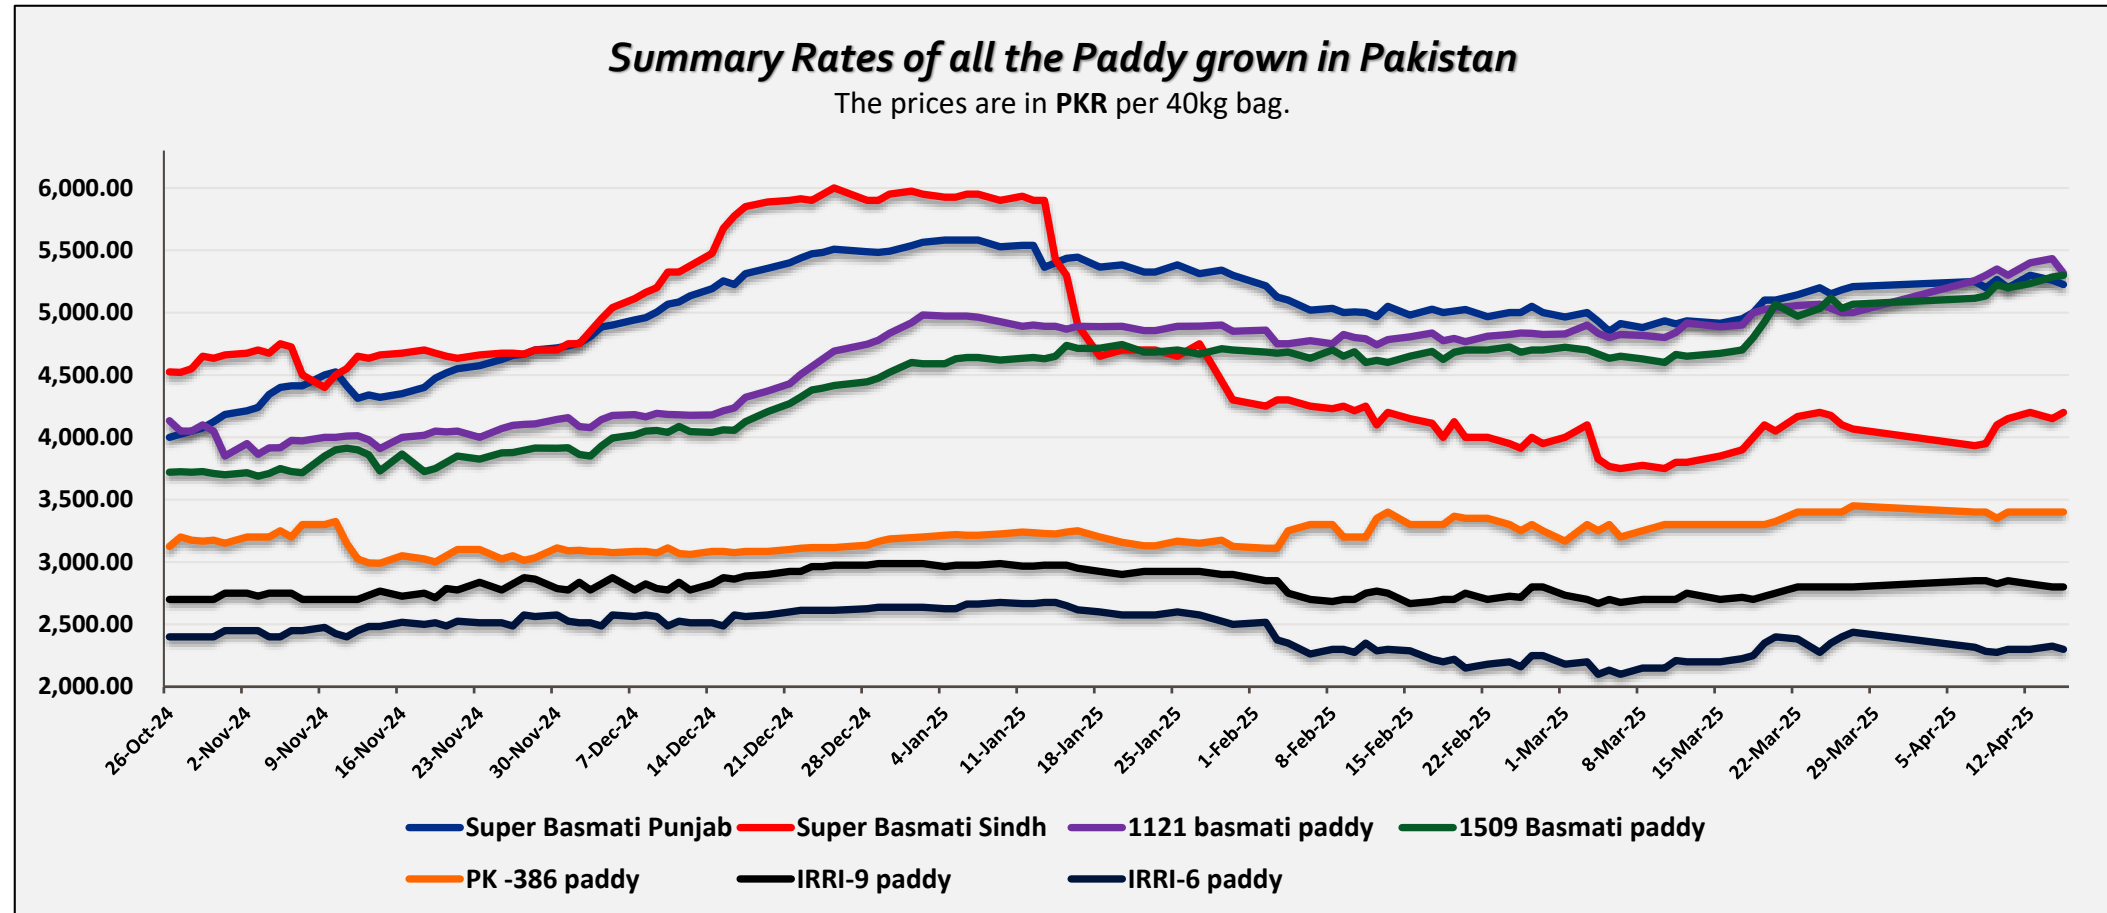 Summary Rates of all the Paddy grown in Pakistan
The prices are in PKR per 40kg bag.
6,000.00
5,500.00
5,000.00
4,500.00
4,000.00
3,500.00
3,000.00
2,500.00
2,000.00
26-Oct-24
2-Nov-24
9-Nov-24
16-Nov-24
23-Nov-24
30-Nov-24
7-Dec-24
14-Dec-24
21-Dec-24
28-Dec-24
4-Jan-25
11-Jan-25
18-Jan-25
25-Jan-25
1-Feb-25
8-Feb-25
15-Feb-25
22-Feb-25
1-Mar-25
8-Mar-25
15-Mar-25
22-Mar-25
29-Mar-25
5-Apr-25
12-Apr-25
Super Basmati Punjab Super Basmati Sindh 1121 basmati paddy 1509 Basmati paddy
PK -386 paddy IRRI-9 paddy IRRI-6 paddy